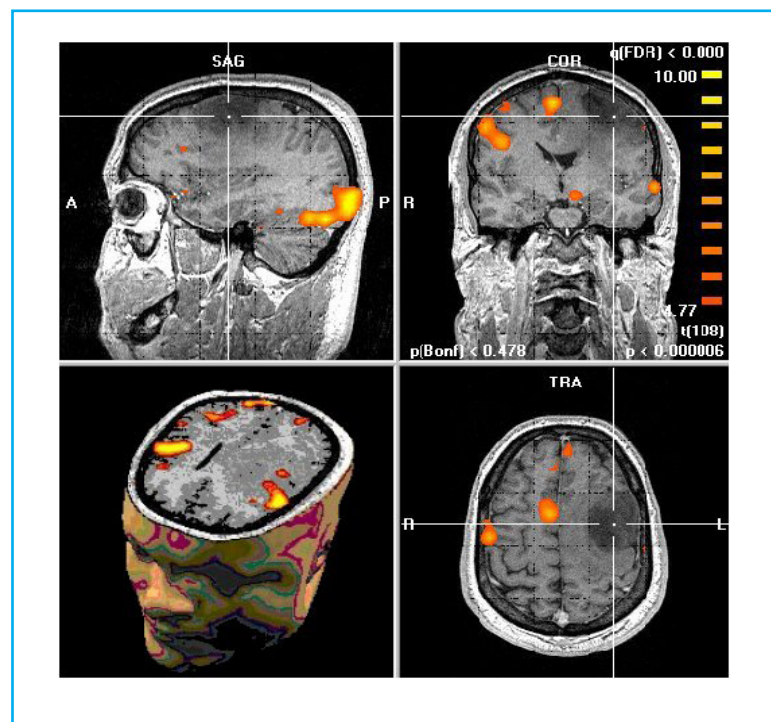 SAG
A
P
COR
q(FDR) < 0.000
10.00
R
4.77
t(108)
p(Bonf) < 0.478
p < 0.000006
TRA
R
L